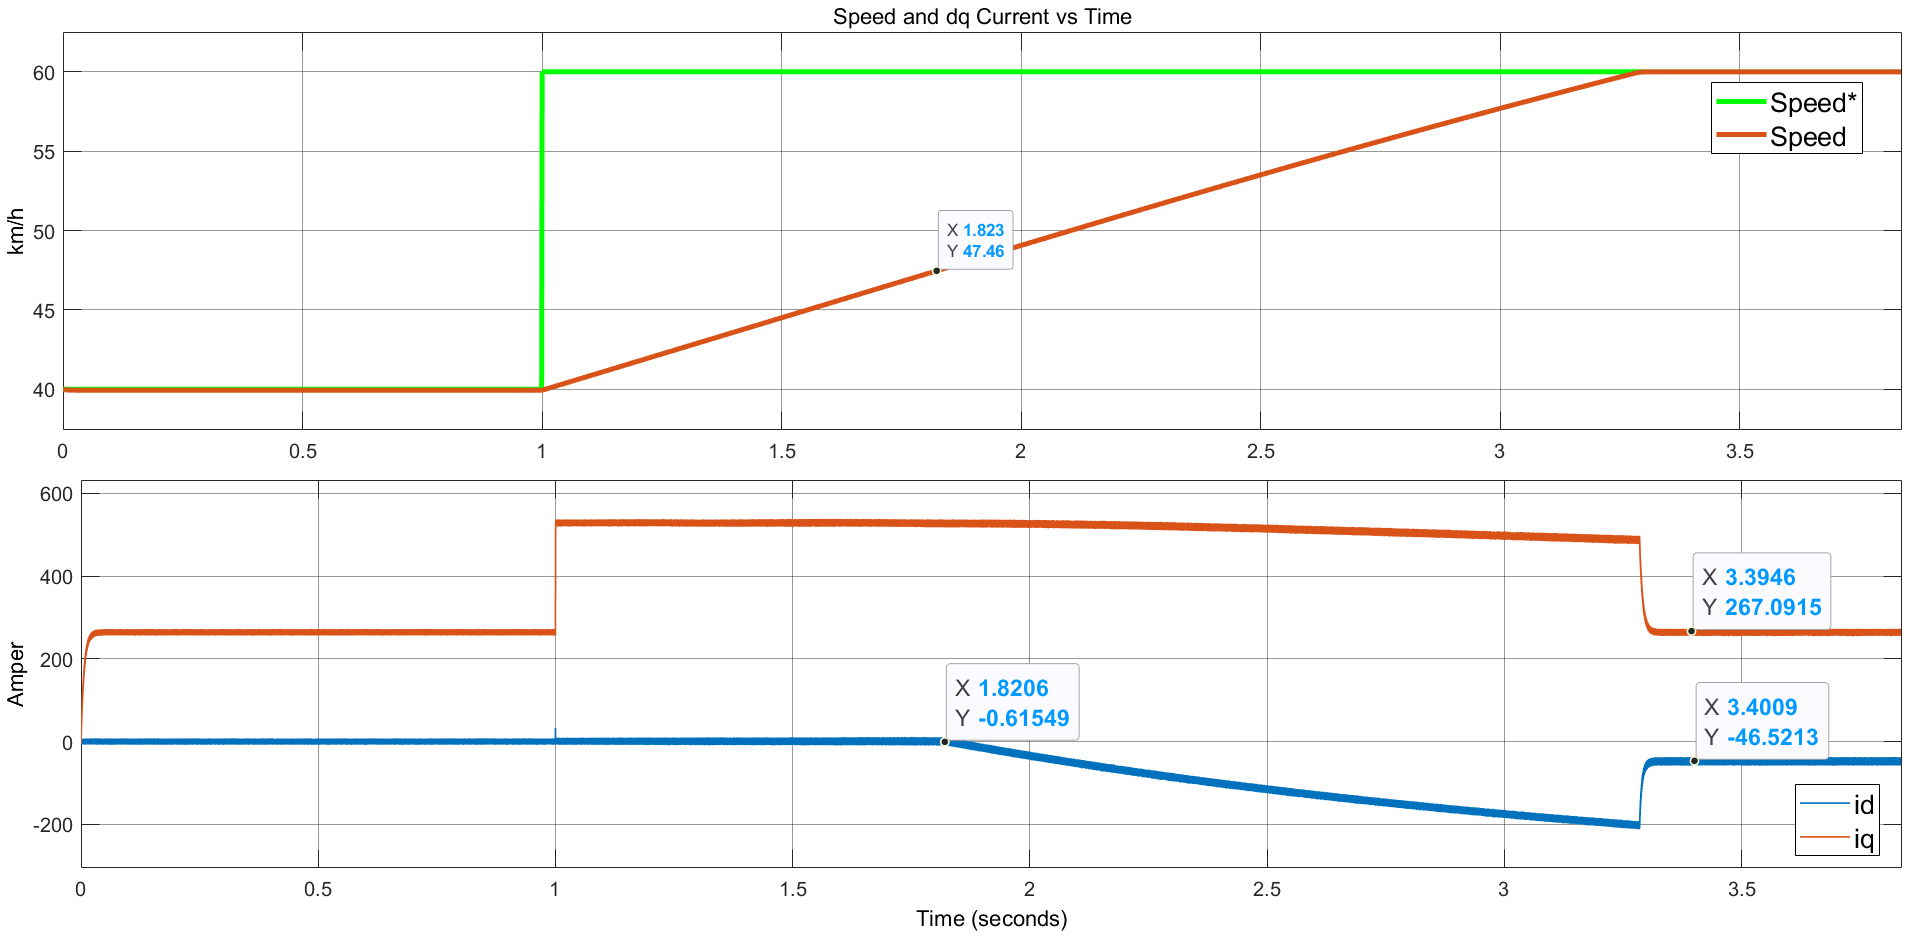 Speed and dq Current vs Time
60
55
50
45
40
km/h
Speed*
Speed
X 1.823
Y 47.46
0 0.5 1 1.5 2 2.5 3 3.5
600
400
200
0
-200
Amper
X 3.3946
Y 267.0915
X 1.8206
Y -0.61549
X 3.4009
Y -46.5213
id
iq
0 0.5 1 1.5 2 2.5 3 3.5
Time (seconds)